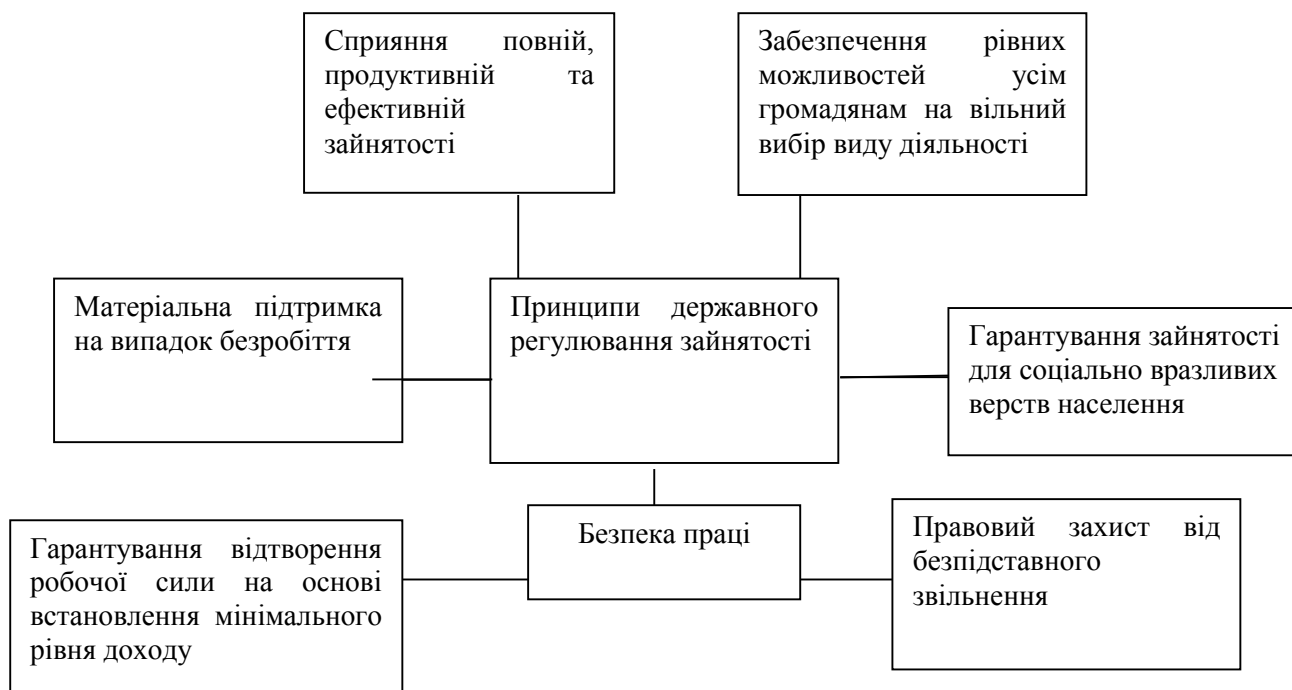 Сприяння повній,
продуктивній та
ефективній
зайнятості
Забезпечення рівних
можливостей усім
громадянам на вільний
вибір виду діяльності
Матеріальна підтримка
на випадок безробіття
Принципи державного
регулювання зайнятості
Гарантування зайнятості
для соціально вразливих
верств населення
Гарантування відтворення
робочої сили на основі
встановлення мінімального
рівня доходу
Безпека праці
Правовий захист від
безпідставного
звільнення